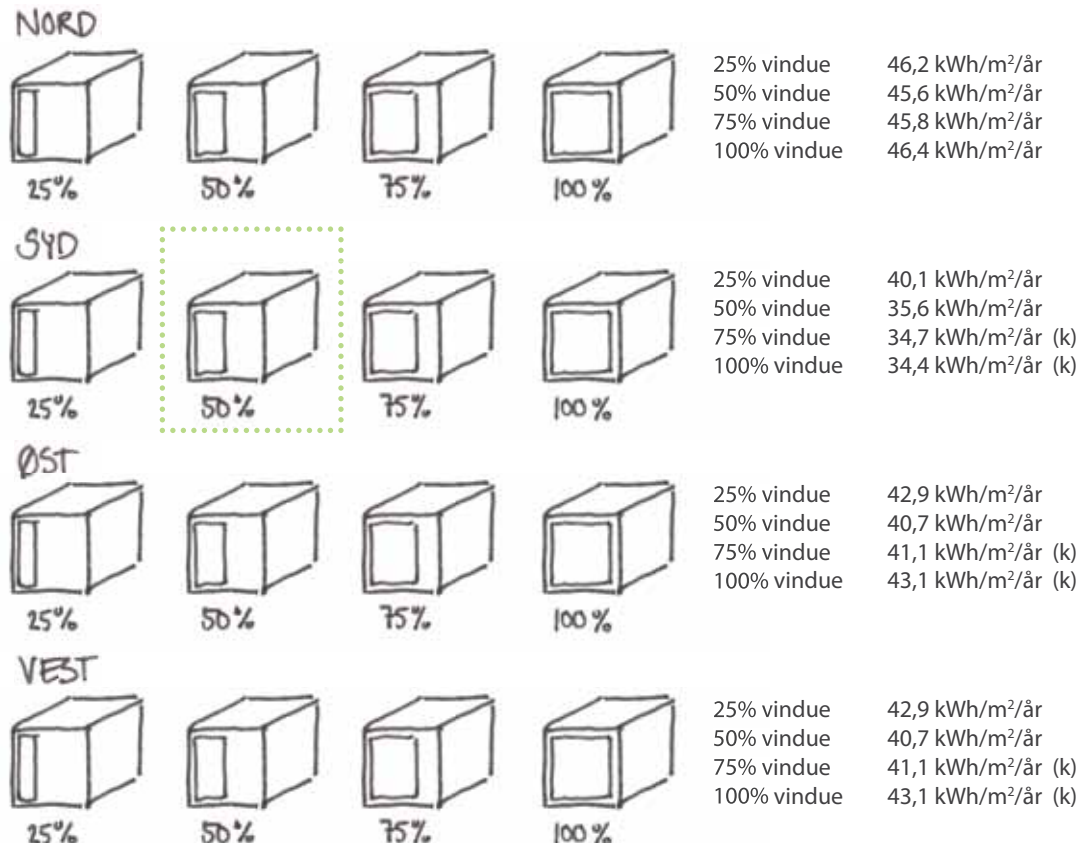 NORD
25% vindue 46,2 kWh/m²/år
50% vindue 45,6 kWh/m²/år
75% vindue 45,8 kWh/m²/år
100% vindue 46,4 kWh/m²/år
25% 50% 75% 100%
SYD
25% vindue 40,1 kWh/m²/år
50% vindue 35,6 kWh/m²/år
75% vindue 34,7 kWh/m²/år (k)
100% vindue 34,4 kWh/m²/år (k)
25% 50% 75% 100%
ØST
25% vindue 42,9 kWh/m²/år
50% vindue 40,7 kWh/m²/år
75% vindue 41,1 kWh/m²/år (k)
100% vindue 43,1 kWh/m²/år (k)
25% 50% 75% 100%
VEST
25% vindue 42,9 kWh/m²/år
50% vindue 40,7 kWh/m²/år
75% vindue 41,1 kWh/m²/år (k)
100% vindue 43,1 kWh/m²/år (k)
25% 50% 75% 100%